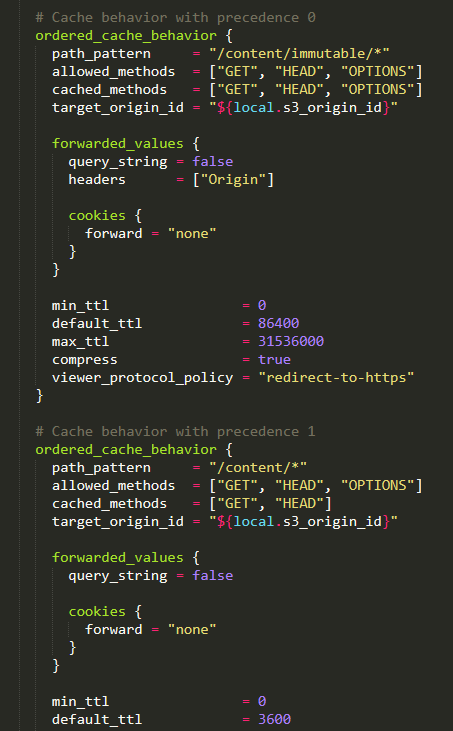 # Cache behavior with precedence 0
ordered_cache_behavior {
  path_pattern     = "/content/immutable/*"
  allowed_methods  = ["GET", "HEAD", "OPTIONS"]
  cached_methods   = ["GET", "HEAD", "OPTIONS"]
  target_origin_id = "${local.s3_origin_id}"

  forwarded_values {
    query_string = false
    headers      = ["Origin"]

    cookies {
      forward = "none"
    }
  }

  min_ttl                = 0
  default_ttl            = 86400
  max_ttl                = 31536000
  compress               = true
  viewer_protocol_policy = "redirect-to-https"
}

# Cache behavior with precedence 1
ordered_cache_behavior {
  path_pattern     = "/content/*"
  allowed_methods  = ["GET", "HEAD", "OPTIONS"]
  cached_methods   = ["GET", "HEAD"]
  target_origin_id = "${local.s3_origin_id}"

  forwarded_values {
    query_string = false

    cookies {
      forward = "none"
    }
  }

  min_ttl                = 0
  default_ttl            = 3600